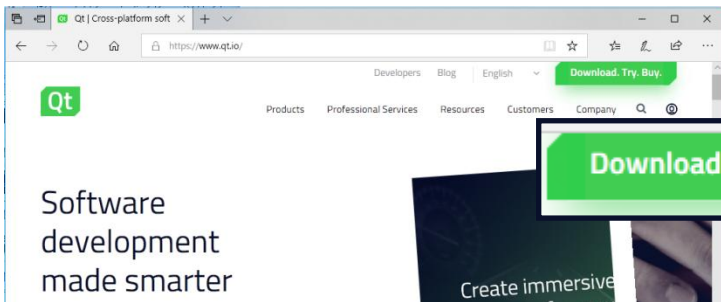 Qt | Cross-platform soft
https://www.qt.io/
Developers Blog English Download. Try. Buy.
Qt
Products Professional Services Resources Customers Company
Download
Software
development
made smarter
Create immersive